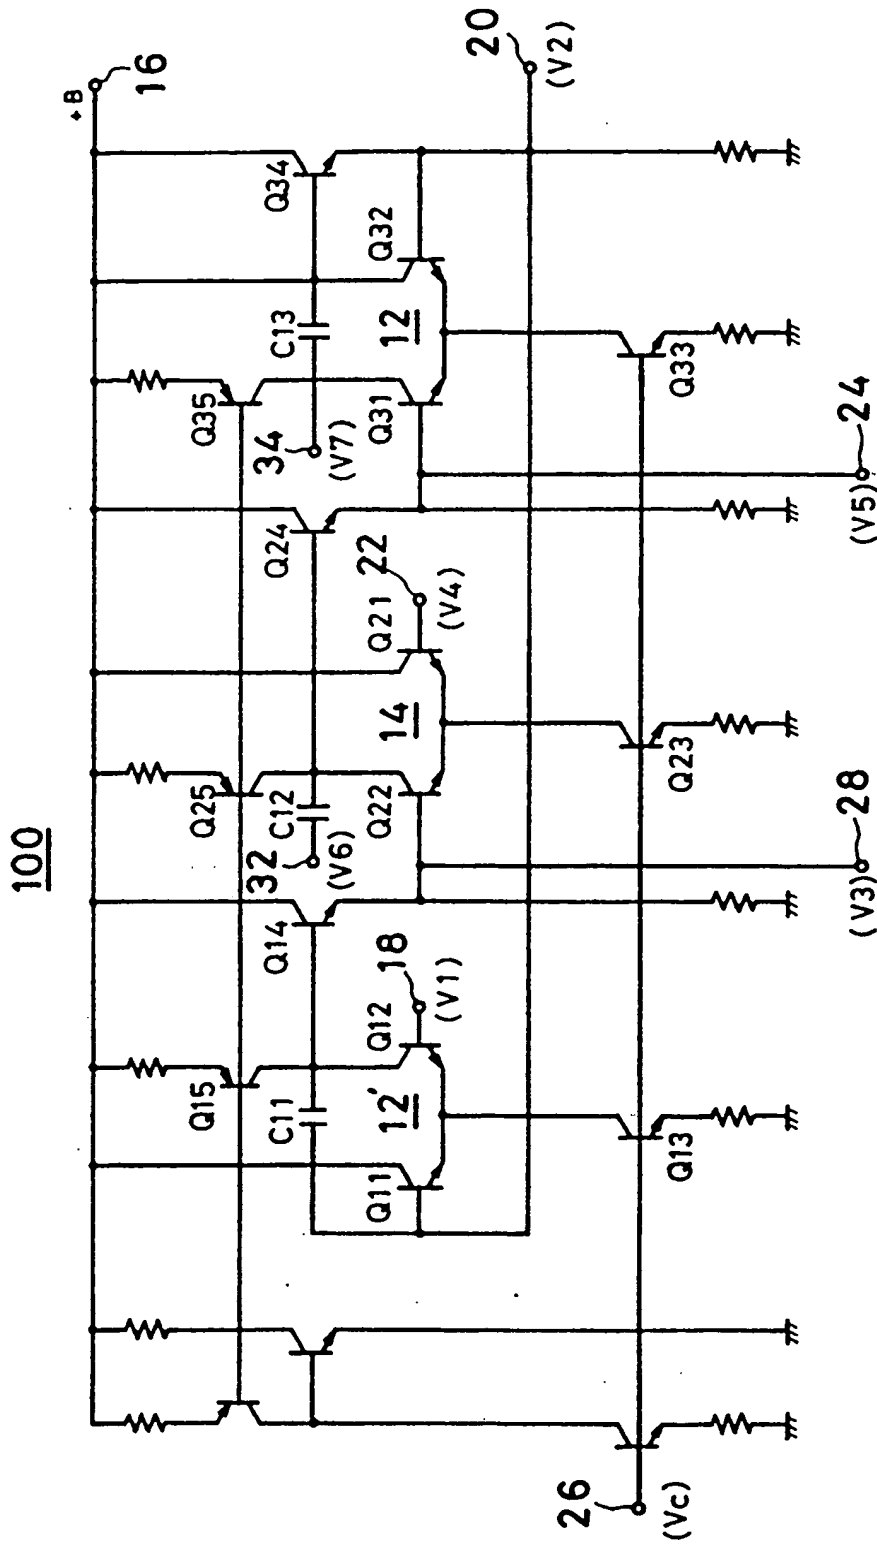 100
+B
16
Q15
Q25
Q35
Q14
Q24
Q34
C11
C12
C13
32
(V6)
34
(V7)
Q11
Q12
18
(V1)
12'
Q22
Q21
22
(V4)
14
Q31
Q32
12
20
(V2)
26
(Vc)
Q13
Q23
Q33
(V3)
28
(V5)
24